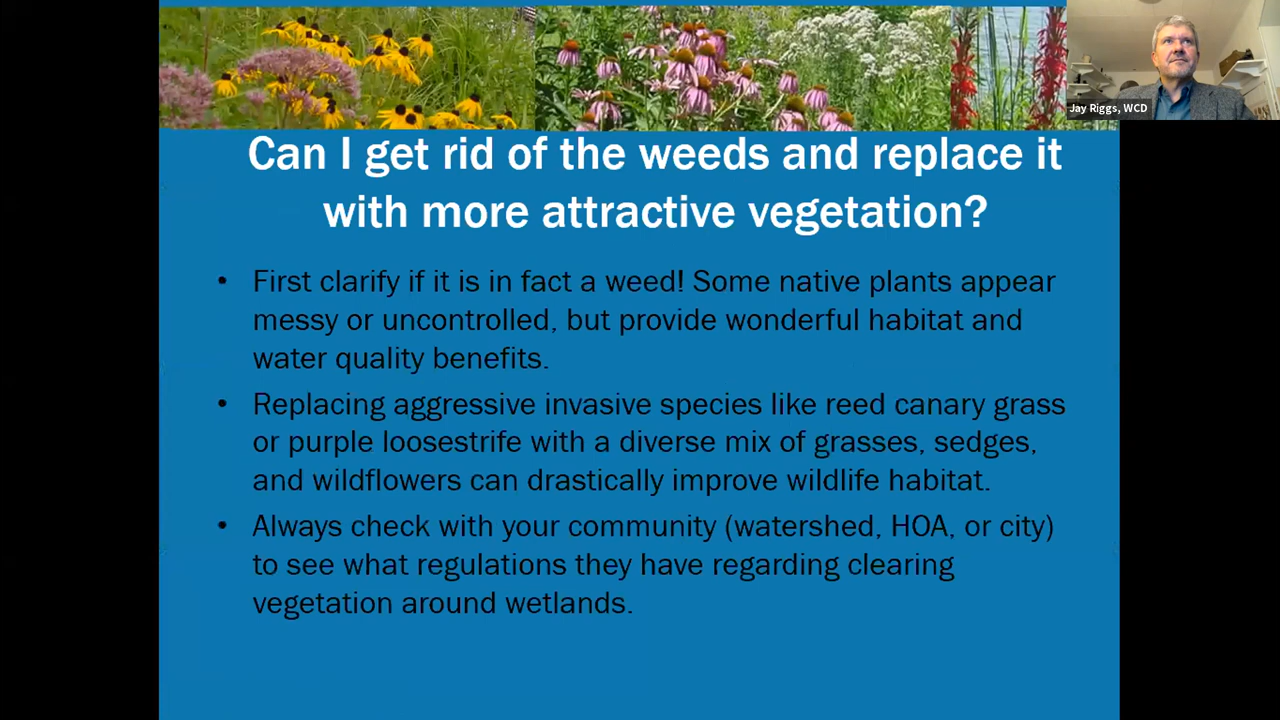 Jay Riggs, WCD
Can I get rid of the weeds and replace it
with more attractive vegetation?
• First clarify if it is in fact a weed! Some native plants appear
messy or uncontrolled, but provide wonderful habitat and
water quality benefits.
• Replacing aggressive invasive species like reed canary grass
or purple loosestrife with a diverse mix of grasses, sedges,
and wildflowers can drastically improve wildlife habitat.
• Always check with your community (watershed, HOA, or city)
to see what regulations they have regarding clearing
vegetation around wetlands.